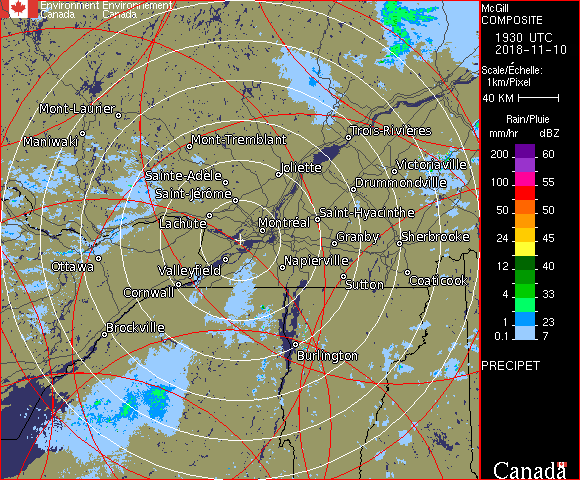 Environment Environnement
Canada Canada
McGill
COMPOSITE
1930 UTC
2018-11-10
Scale/Échelle:
1km/Pixel
40 KM
Rain/Pluie
mm/hr dBZ
200 60
100 55
50 50
24 45
12 40
4 33
1 23
0.1 7
PRECIPET
Canada
Mont-Laurier
Maniwaki
Mont-Tremblant
Trois-Rivières
Joliette
Victoriaville
Sainte-Adèle
Drummondville
Saint-Jérôme
Lachute
Saint-Hyacinthe
Montréal
Granby
Sherbrooke
Ottawa
Napierville
Valleyfield
Cornwall
Sutton
Coaticook
Brockville
Burlington